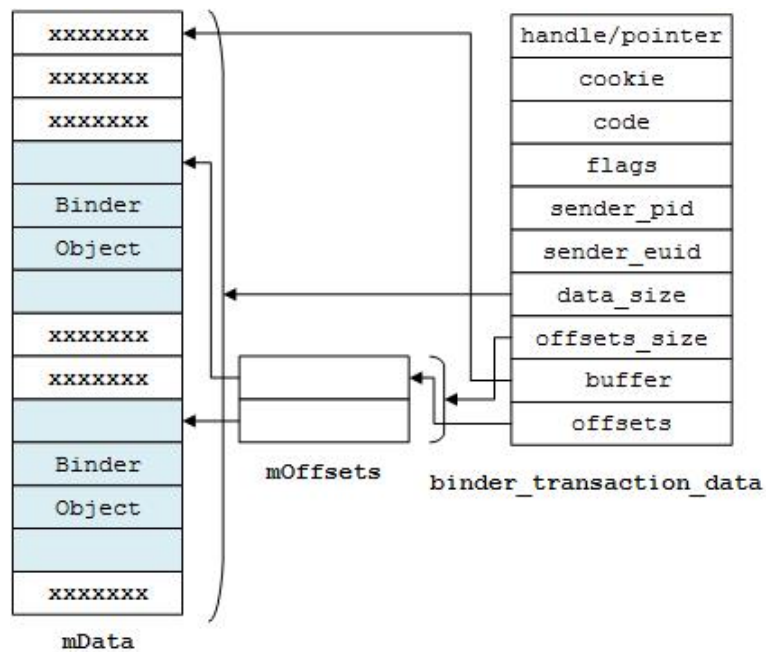 xxxxxxx
xxxxxxx
xxxxxxx
Binder
Object
xxxxxxx
xxxxxxx
Binder
Object
xxxxxxx
mData
mOffsets
handle/pointer
cookie
code
flags
sender_pid
sender_euid
data_size
offsets_size
buffer
offsets
binder_transaction_data